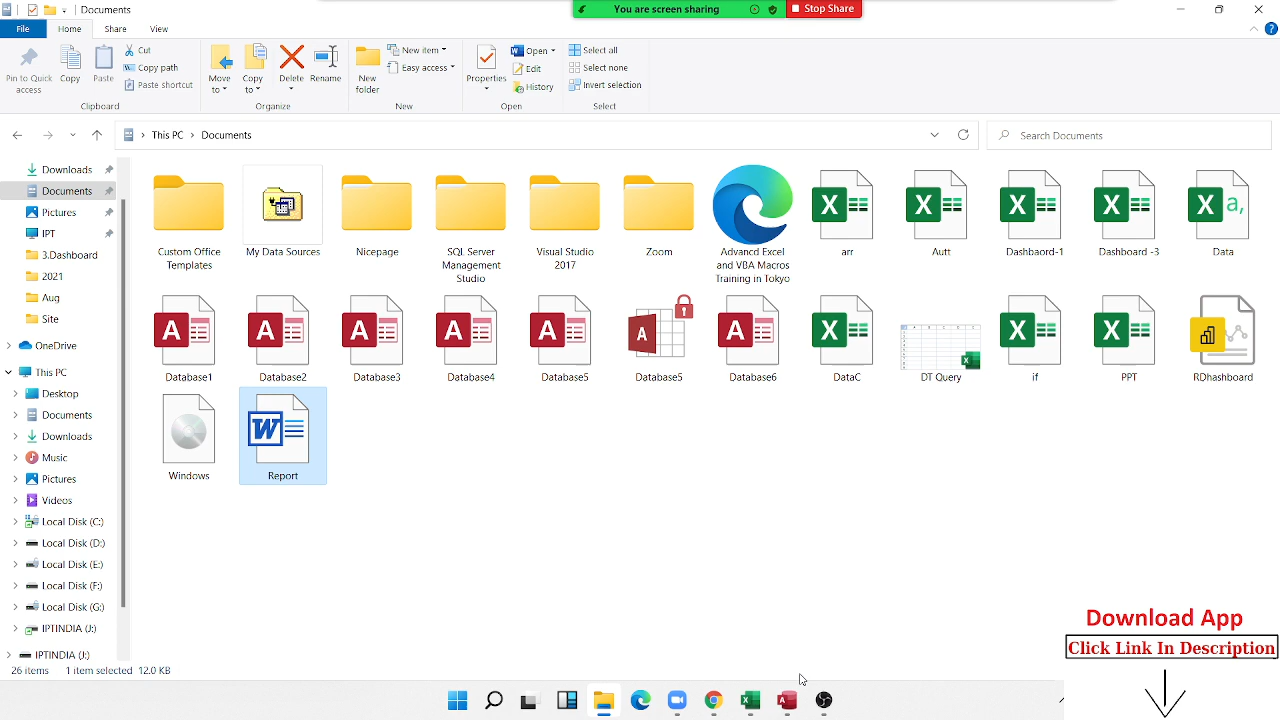 Documents
You are screen sharing
Stop Share
File
Home
Share
View
Pin to Quick access
Copy
Paste
Cut
Copy path
Paste shortcut
Clipboard
Move to
Copy to
Delete
Rename
Organize
New folder
New item
Easy access
New
Properties
Open
Edit
History
Open
Select all
Select none
Invert selection
Select
This PC > Documents
Search Documents
Downloads
Documents
Pictures
IPT
3.Dashboard
2021
Aug
Site
OneDrive
This PC
Desktop
Documents
Downloads
Music
Pictures
Videos
Local Disk (C:)
Local Disk (D:)
Local Disk (E:)
Local Disk (F:)
Local Disk (G:)
IPTINDIA (J:)
IPTINDIA (J:)
Custom Office
Templates
My Data Sources
Nicepage
SQL Server
Management
Studio
Visual Studio
2017
Zoom
Advancd Excel
and VBA Macros
Training in Tokyo
arr
Autt
Dashbaord-1
Dashboard -3
Data
Database1
Database2
Database3
Database4
Database5
Database5
Database6
DataC
DT Query
if
PPT
RDhashboard
Windows
Report
26 items 1 item selected 12.0 KB
Download App
Click Link In Description